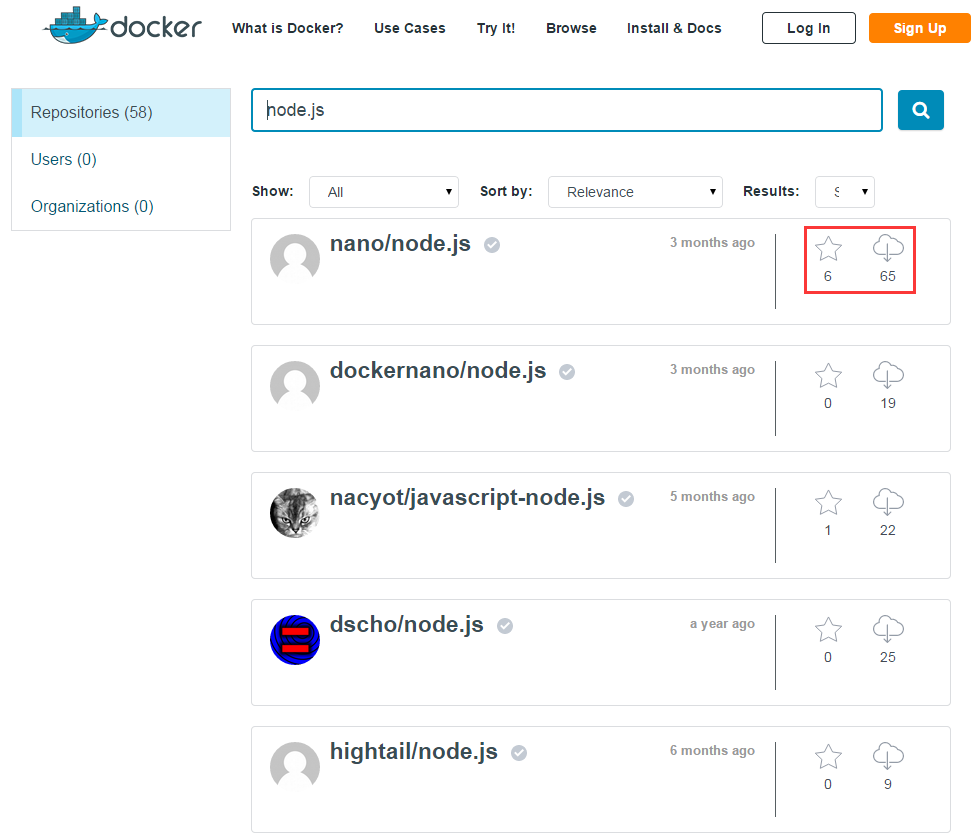 docker What is Docker? Use Cases Try It! Browse Install & Docs Log In Sign Up
Repositories (58)
Users (0)
Organizations (0)
node.js
Show: All Sort by: Relevance Results:
nano/node.js 3 months ago
6 65
dockernano/node.js 3 months ago
0 19
nacyot/javascript-node.js 5 months ago
1 22
dscho/node.js a year ago
0 25
hightail/node.js 6 months ago
0 9